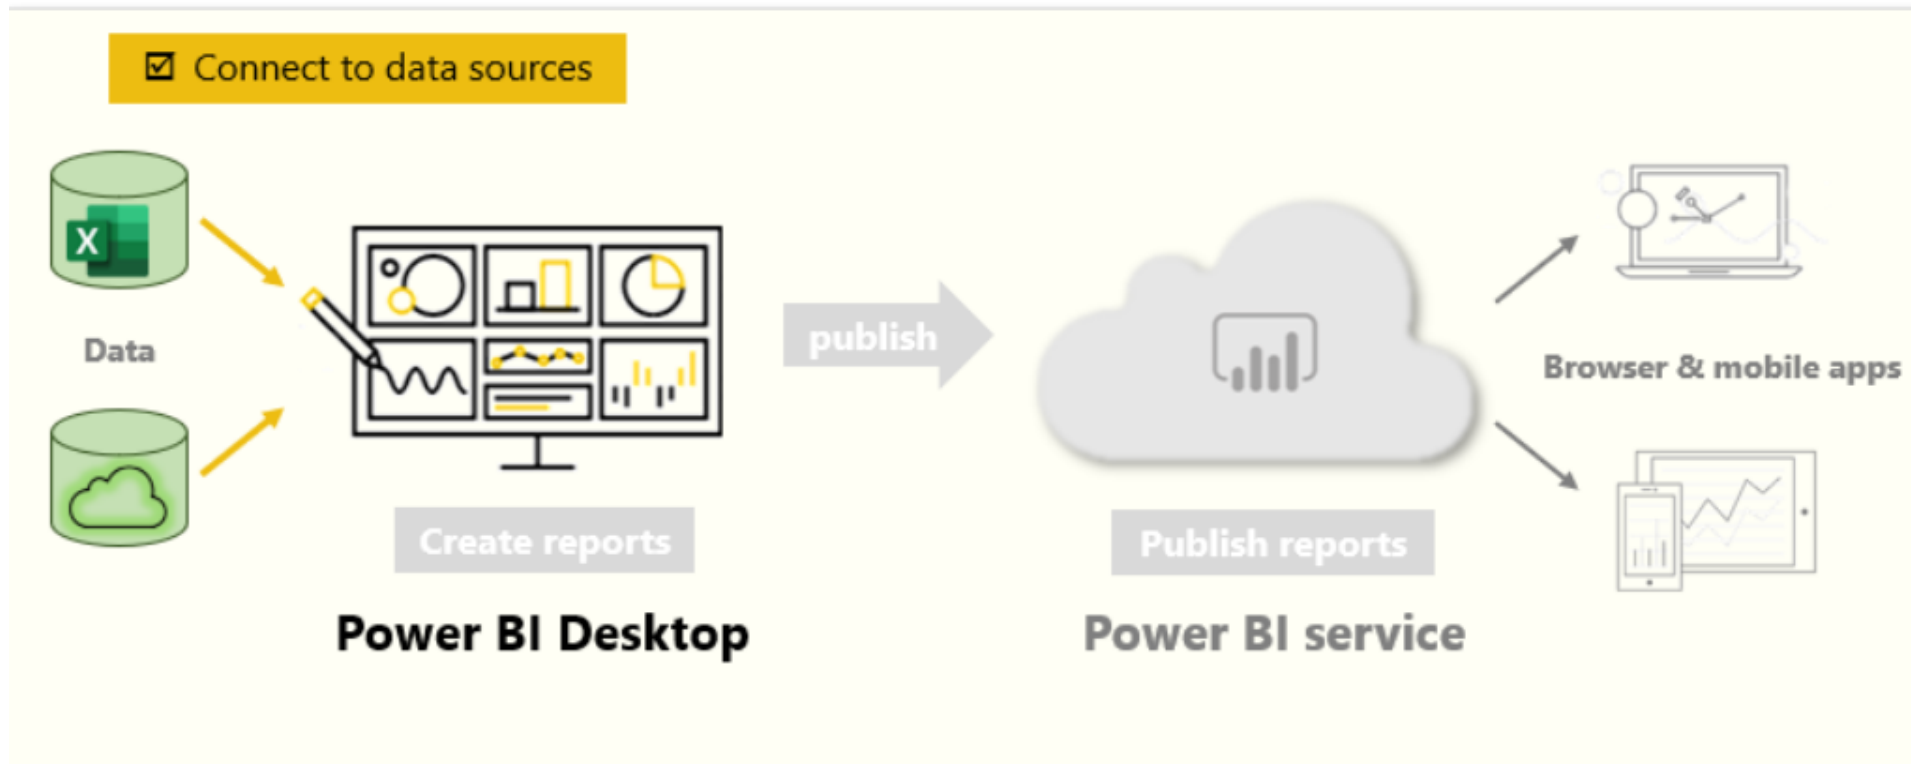 Connect to data sources
X
Data
publish
Browser & mobile apps
Create reports
Publish reports
Power BI Desktop
Power BI service